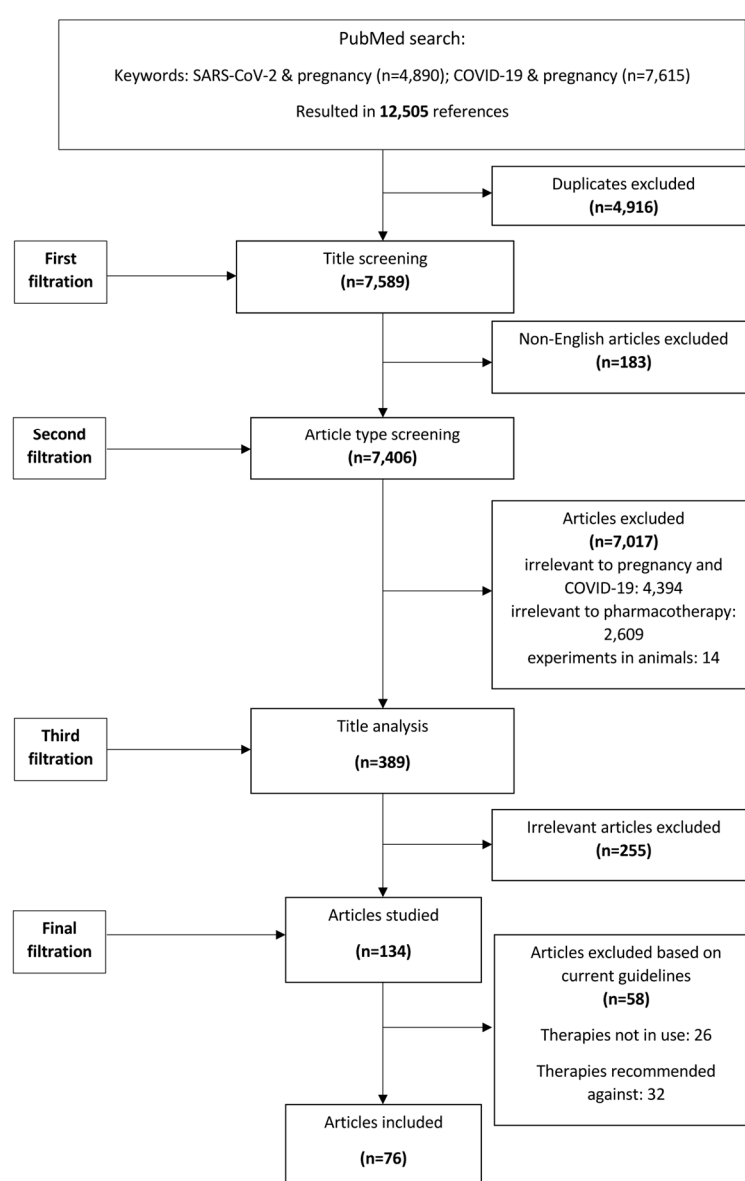 PubMed search:
Keywords: SARS-CoV-2 & pregnancy (n=4,890); COVID-19 & pregnancy (n=7,615)
Resulted in 12,505 references
Duplicates excluded
(n=4,916)
First
filtration
Title screening
(n=7,589)
Non-English articles excluded
(n=183)
Second
filtration
Article type screening
(n=7,406)
Articles excluded
(n=7,017)
irrelevant to pregnancy and
COVID-19: 4,394
irrelevant to pharmacotherapy:
2,609
experiments in animals: 14
Third
filtration
Title analysis
(n=389)
Irrelevant articles excluded
(n=255)
Final
filtration
Articles studied
(n=134)
Articles excluded based on
current guidelines
(n=58)
Therapies not in use: 26
Therapies recommended
against: 32
Articles included
(n=76)